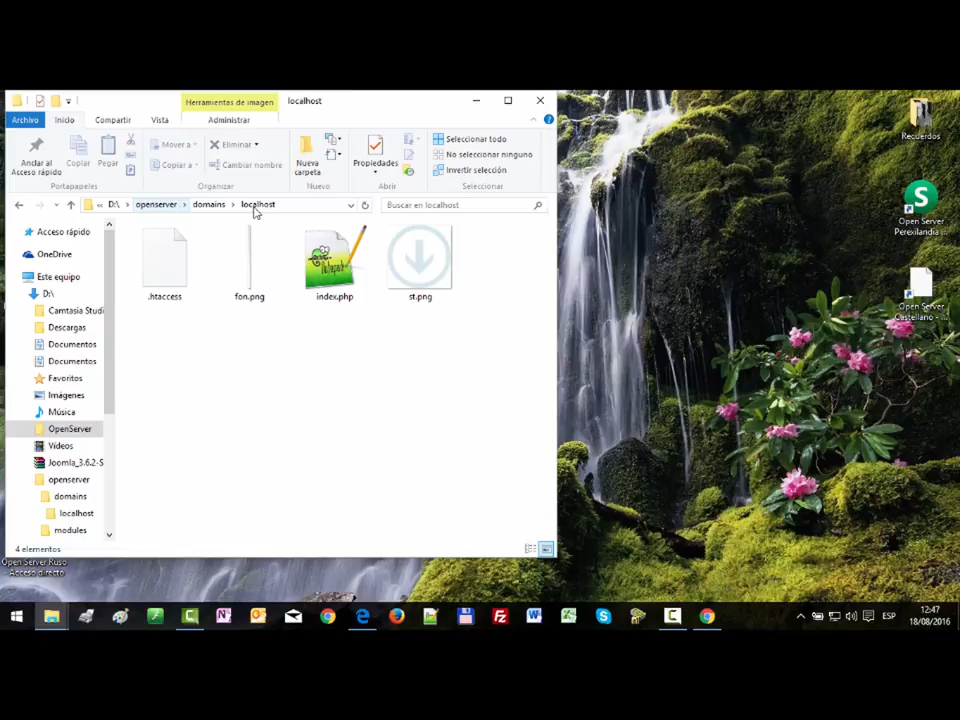 Herramientas de imagen
localhost
Archivo
Inicio
Compartir
Vista
Administrar
Anclar al
Acceso rápido
Copiar
Pegar
Portapapeles
Mover a
Copiar a
Eliminar
Cambiar nombre
Organizar
Nueva
carpeta
Nuevo
Propiedades
Abrir
Seleccionar todo
No seleccionar ninguno
Invertir selección
Seleccionar
« D:\ > openserver > domains > localhost
Buscar en localhost
Acceso rápido
OneDrive
Este equipo
D:\
Camtasia Studi
Descargas
Documentos
Documentos
Favoritos
Imágenes
Música
OpenServer
Vídeos
Joomla_3.6.2-S
openserver
domains
localhost
modules
.htaccess
fon.png
index.php
st.png
4 elementos
Recuerdos
Open Server
Perexilandia ...
Open Server
Castellano - ...
Open Server Ruso
- Acceso directo
ESP
12:47
18/08/2016